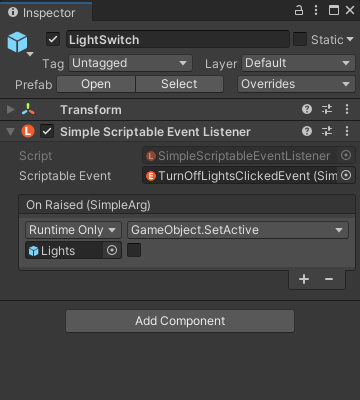 Inspector
LightSwitch Static
Tag Untagged Layer Default
Prefab Open Select Overrides
Transform
L Simple Scriptable Event Listener
Script L SimpleScriptableEventListener
Scriptable Event E TurnOffLightsClickedEvent (Sim
On Raised (SimpleArg)
Runtime Only GameObject.SetActive
Lights
Add Component